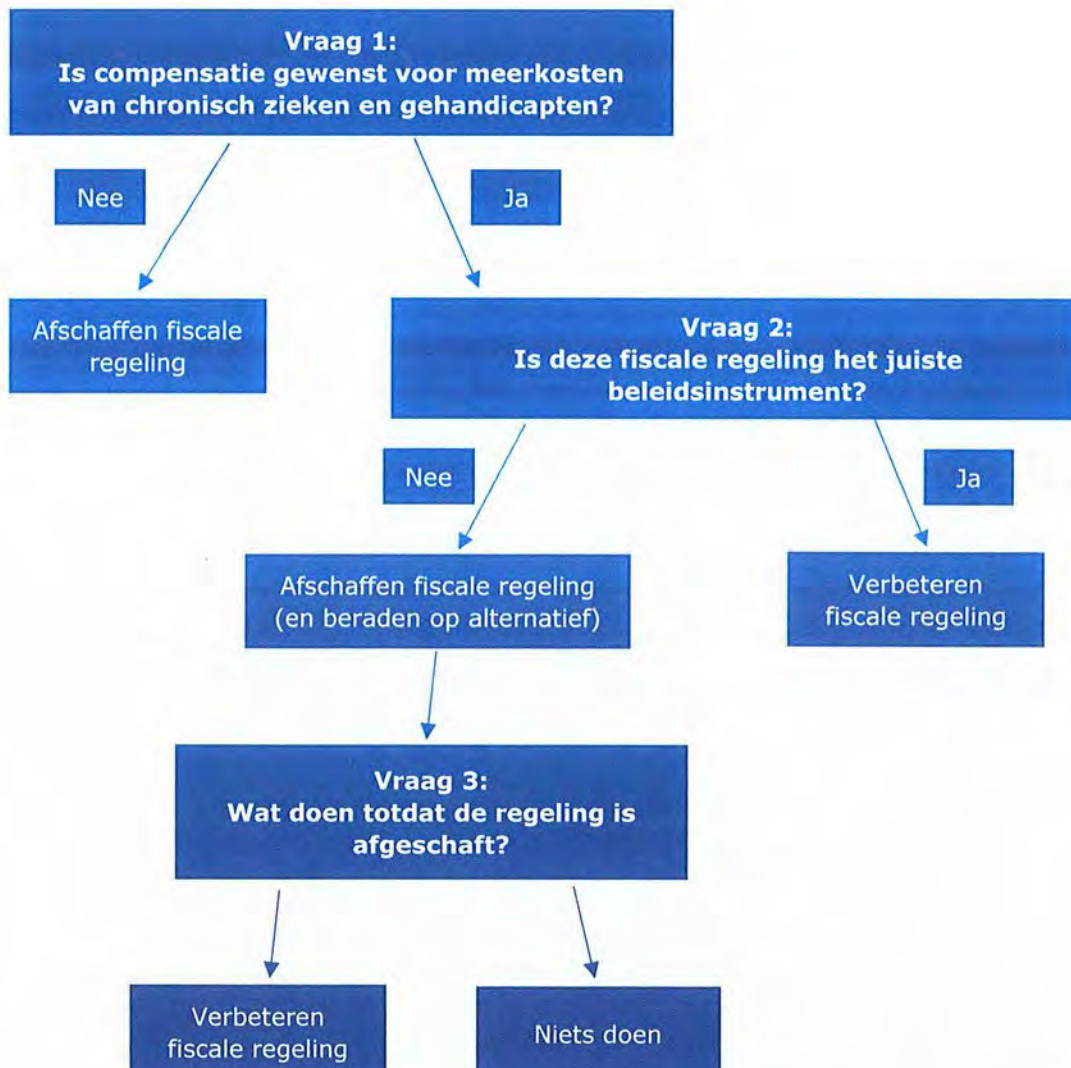 Vraag 1:
Is compensatie gewenst voor meerkosten
van chronisch zieken en gehandicapten?
Nee
Ja
Afschaffen fiscale
regeling
Vraag 2:
Is deze fiscale regeling het juiste
beleidsinstrument?
Nee
Ja
Afschaffen fiscale regeling
(en beraden op alternatief)
Verbeteren
fiscale regeling
Vraag 3:
Wat doen totdat de regeling is
afgeschaft?
Verbeteren
fiscale regeling
Niets doen